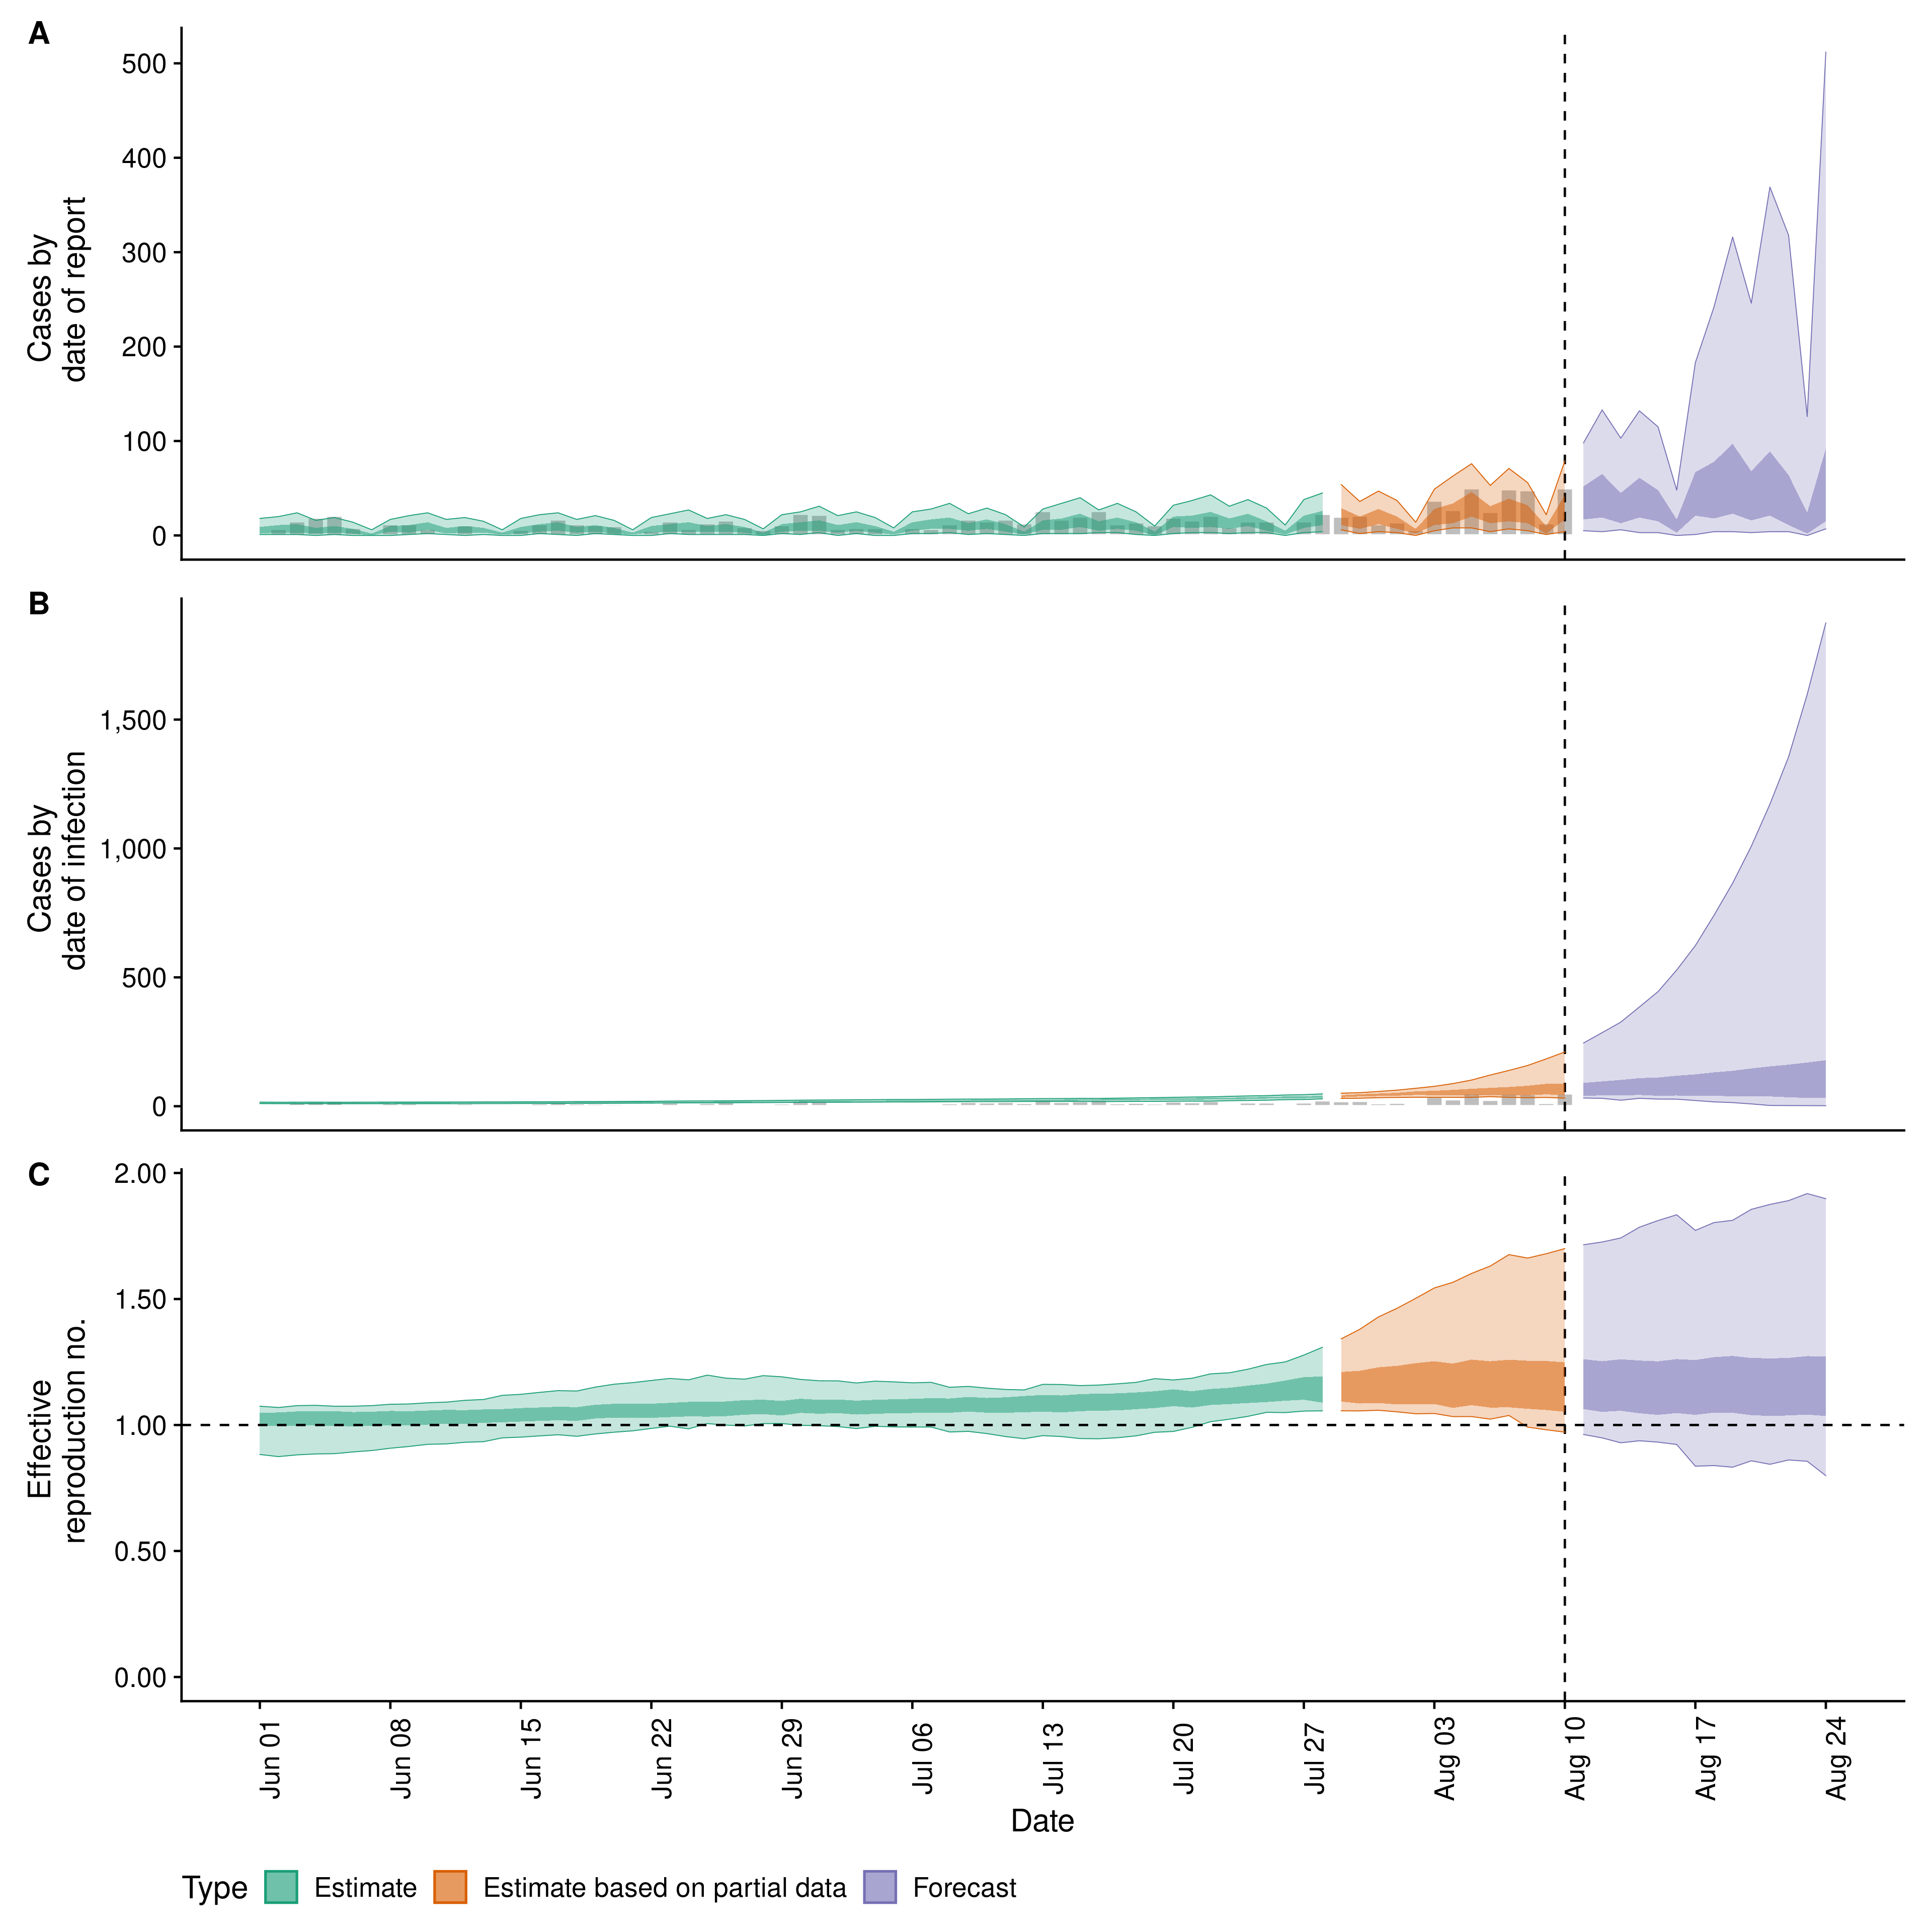 A
500
400
300
200
100
0
Cases by
date of report
B
1,500
1,000
500
0
Cases by
date of infection
C
2.00
1.50
1.00
0.50
0.00
Effective
reproduction no.
Jun 01
Jun 08
Jun 15
Jun 22
Jun 29
Jul 06
Jul 13
Jul 20
Jul 27
Aug 03
Aug 10
Aug 17
Aug 24
Date
Type Estimate Estimate based on partial data Forecast